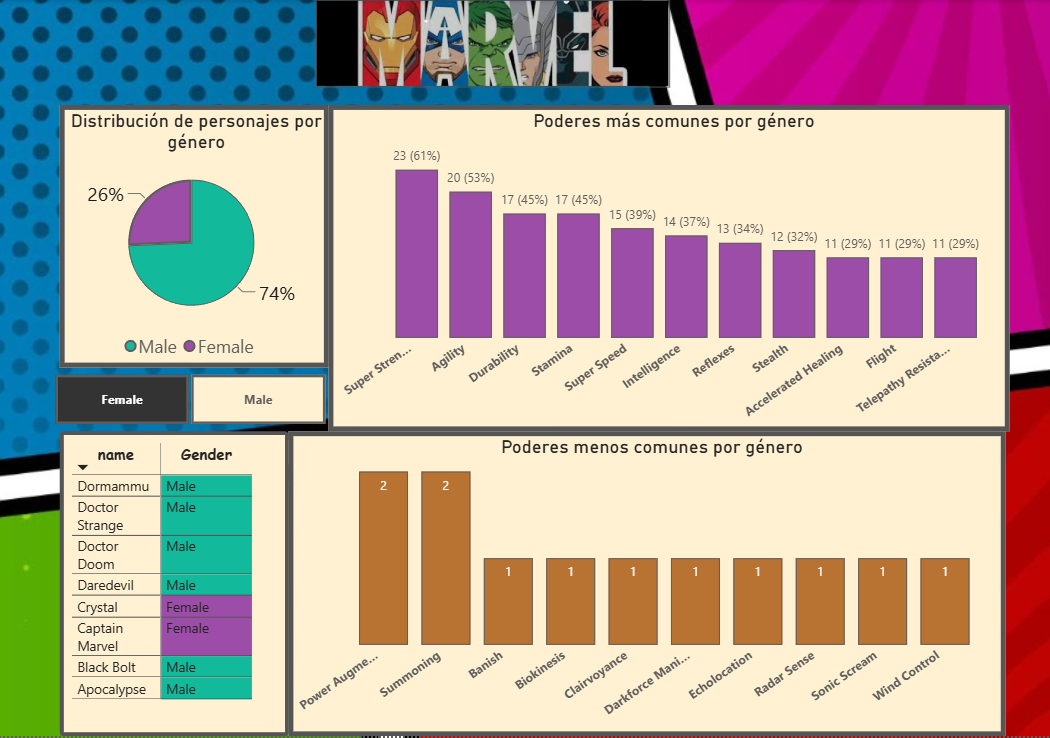 MARVEL
Distribución de personajes por
género
26%
74%
Male Female
Female
Male
Poderes más comunes por género
23 (61%)
20 (53%)
17 (45%)
17 (45%)
15 (39%)
14 (37%)
13 (34%)
12 (32%)
11 (29%)
11 (29%)
11 (29%)
Super Stren...
Agility
Durability
Stamina
Super Speed
Intelligence
Reflexes
Stealth
Accelerated Healing
Flight
Telepathy Resista...
name Gender
Dormammu Male
Doctor Male
Strange
Doctor Male
Doom
Daredevil Male
Crystal Female
Captain Female
Marvel
Black Bolt Male
Apocalypse Male
Poderes menos comunes por género
2
2
1
1
1
1
1
1
1
1
Power Augme...
Summoning
Banish
Biokinesis
Clairvoyance
Darkforce Mani...
Echolocation
Radar Sense
Sonic Scream
Wind Control